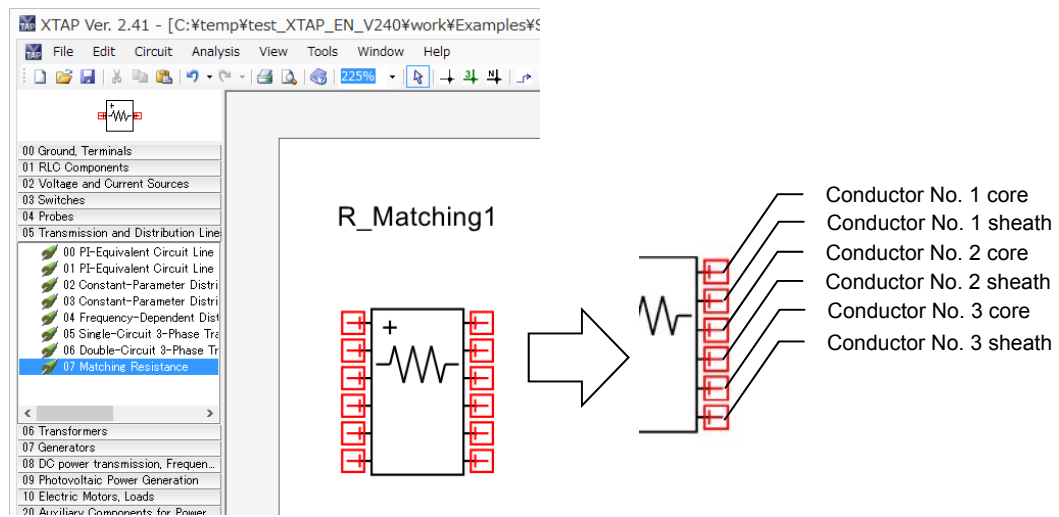 XTAP Ver. 2.41 - [C:¥temp¥test_XTAP_EN_V240¥work¥Examples¥S
File Edit Circuit Analysis View Tools Window Help
225%
00 Ground, Terminals
01 RLC Components
02 Voltage and Current Sources
03 Switches
04 Probes
05 Transmission and Distribution Line
00 PI-Equivalent Circuit Line
01 PI-Equivalent Circuit Line
02 Constant-Parameter Distri
03 Constant-Parameter Distri
04 Frequency-Dependent Dist
05 Single-Circuit 3-Phase Tra
06 Double-Circuit 3-Phase Tr
07 Matching Resistance
06 Transformers
07 Generators
08 DC power transmission, Frequen...
09 Photovoltaic Power Generation
10 Electric Motors, Loads
20 Auxiliary Components for Power
R_Matching1
+
Conductor No. 1 core
Conductor No. 1 sheath
Conductor No. 2 core
Conductor No. 2 sheath
Conductor No. 3 core
Conductor No. 3 sheath